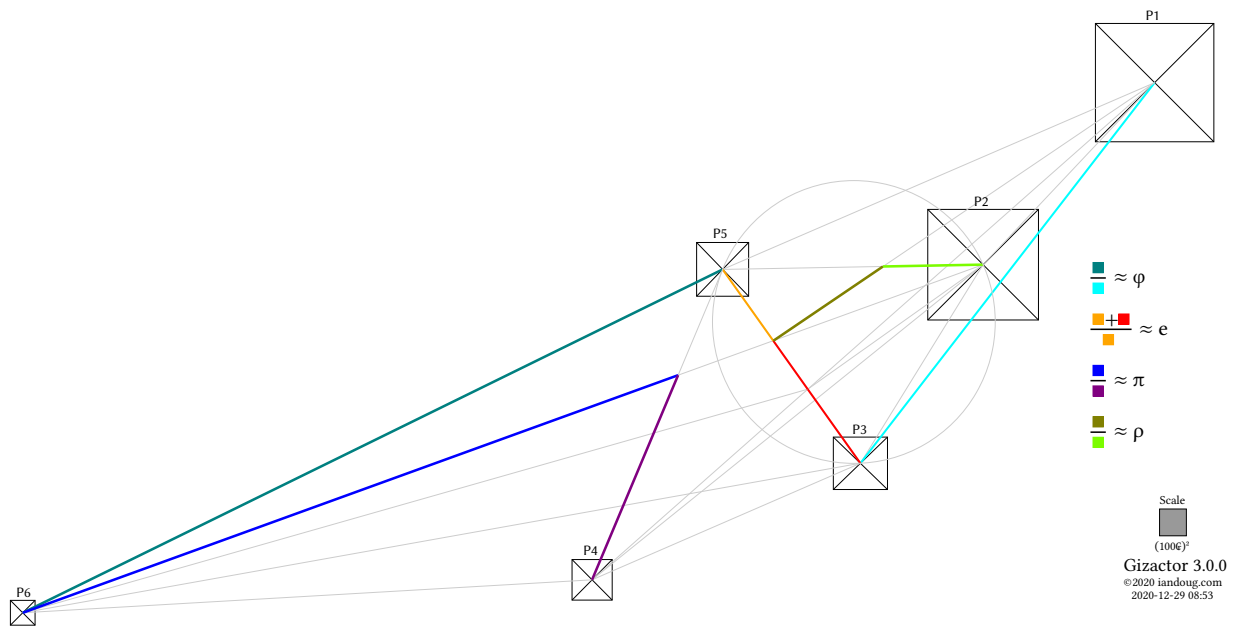 P1
P2
P5
≈ φ
+ ≈ e
≈ π
≈ ρ
P3
P4
P6
Scale
(100¢)²
Gizactor 3.0.0
©2020 iandoug.com
2020-12-29 08:53